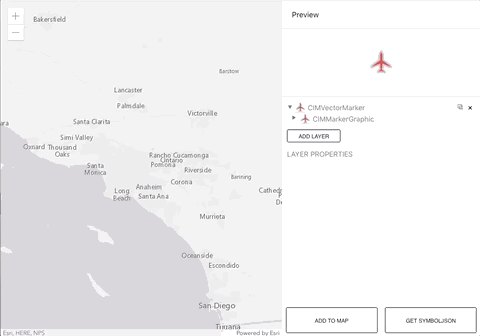 Bakersfield
Barstow
Lancaster
Palmdale
Victorville
Santa Clarita
Simi Valley
Oxnard Thousand
Oaks
Santa
Monica
Rancho Cucamonga
Ontario
Pomona
Riverside
Corona
Banning
Long
Beach
Anaheim
Santa Ana
Cathed
De
Murrieta
Oceanside
Escondido
San Diego
Tijuana
ara
Esri, HERE, NPS
Powered by Esri
Preview
CIMVectorMarker
CIMMarkerGraphic
ADD LAYER
LAYER PROPERTIES
ADD TO MAP
GET SYMBOLJSON